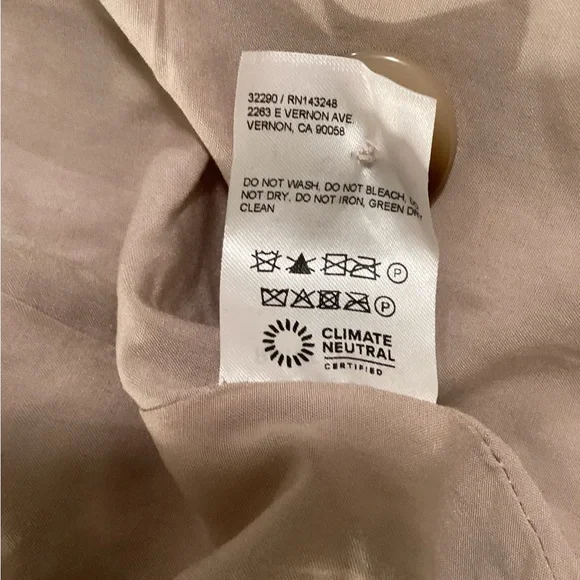 32290 / RN143248
2263 E VERNON AVE.
VERNON, CA 90058
DO NOT WASH, DO NOT BLEACH,
NOT DRY, DO NOT IRON, GREEN DRY
CLEAN
P
P
CLIMATE
NEUTRAL
CERTIFIED